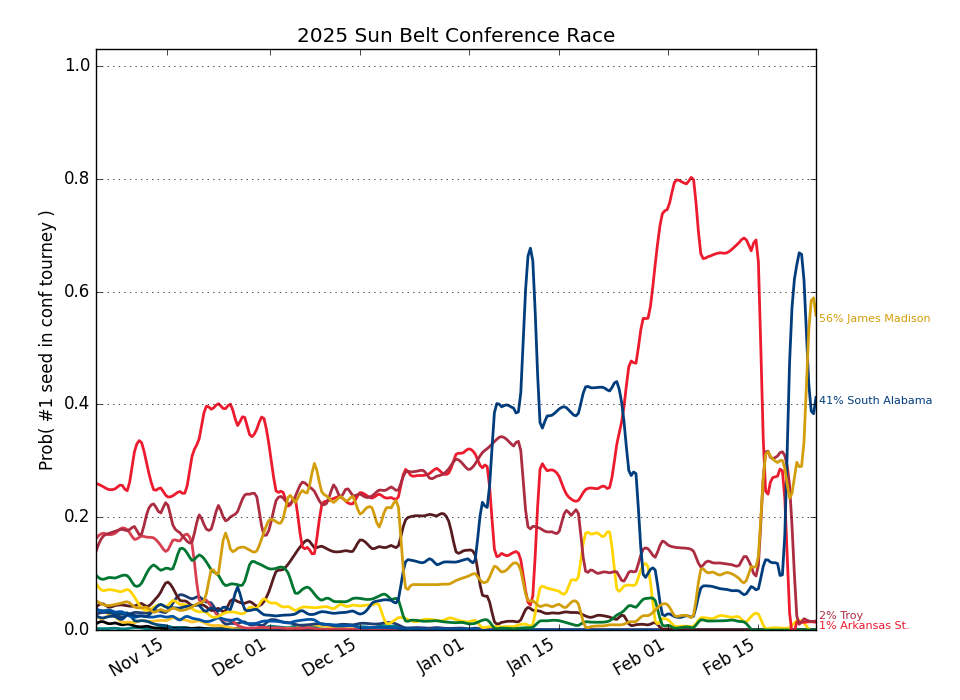 2025 Sun Belt Conference Race
Prob( #1 seed in conf tourney )
1.0
0.8
0.6
0.4
0.2
0.0
56% James Madison
41% South Alabama
2% Troy
1% Arkansas St.
Nov 15
Dec 01
Dec 15
Jan 01
Jan 15
Feb 01
Feb 15